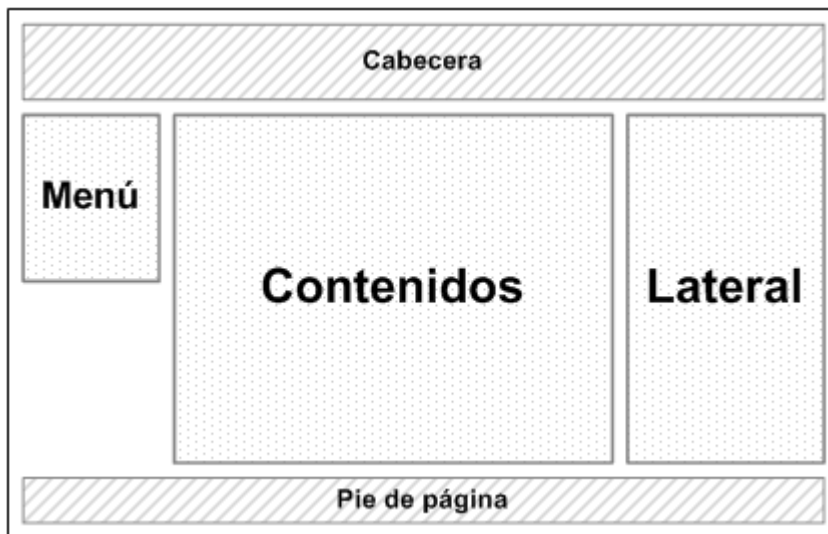 Cabecera
Menú
Contenidos
Lateral
Pie de página